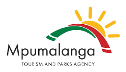 Mpumalanga
TOURISM AND PARKS AGENCY